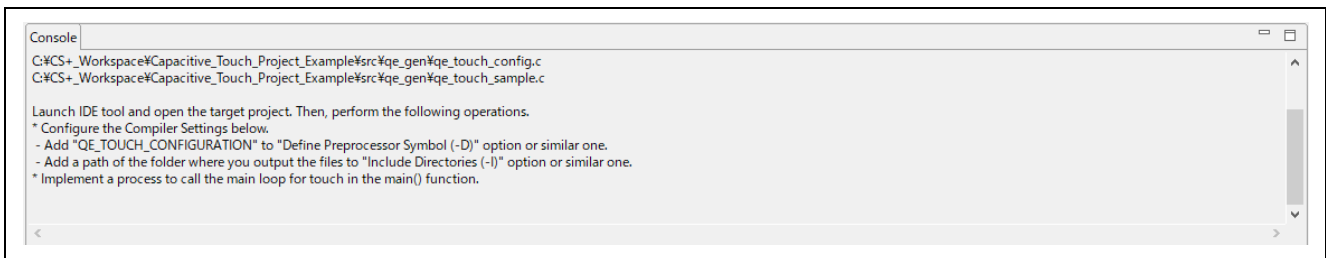 Console
C:¥CS+_Workspace¥Capacitive_Touch_Project_Example¥src¥qe_gen¥qe_touch_config.c
C:¥CS+_Workspace¥Capacitive_Touch_Project_Example¥src¥qe_gen¥qe_touch_sample.c
Launch IDE tool and open the target project. Then, perform the following operations.
* Configure the Compiler Settings below.
- Add "QE_TOUCH_CONFIGURATION" to "Define Preprocessor Symbol (-D)" option or similar one.
- Add a path of the folder where you output the files to "Include Directories (-I)" option or similar one.
* Implement a process to call the main loop for touch in the main() function.